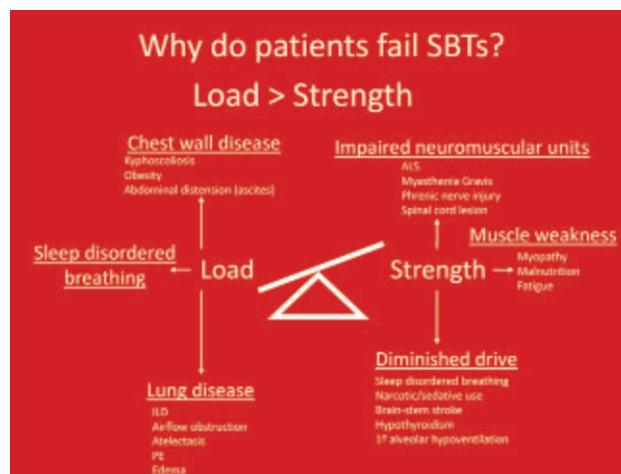 Why do patients fail SBTs?
Load > Strength
Chest wall disease
Kyphoscoliosis
Obesity
Abdominal distension (ascites)
Sleep disordered
breathing
Load
Lung disease
ILD
Airflow obstruction
Atelectasis
PE
Edema
Impaired neuromuscular units
ALS
Myasthenia Gravis
Phrenic nerve injury
Spinal cord lesion
Strength
Muscle weakness
Myopathy
Malnutrition
Fatigue
Diminished drive
Sleep disordered breathing
Narcotic/sedative use
Brain-stem stroke
Hypothyroidism
1º alveolar hypoventilation